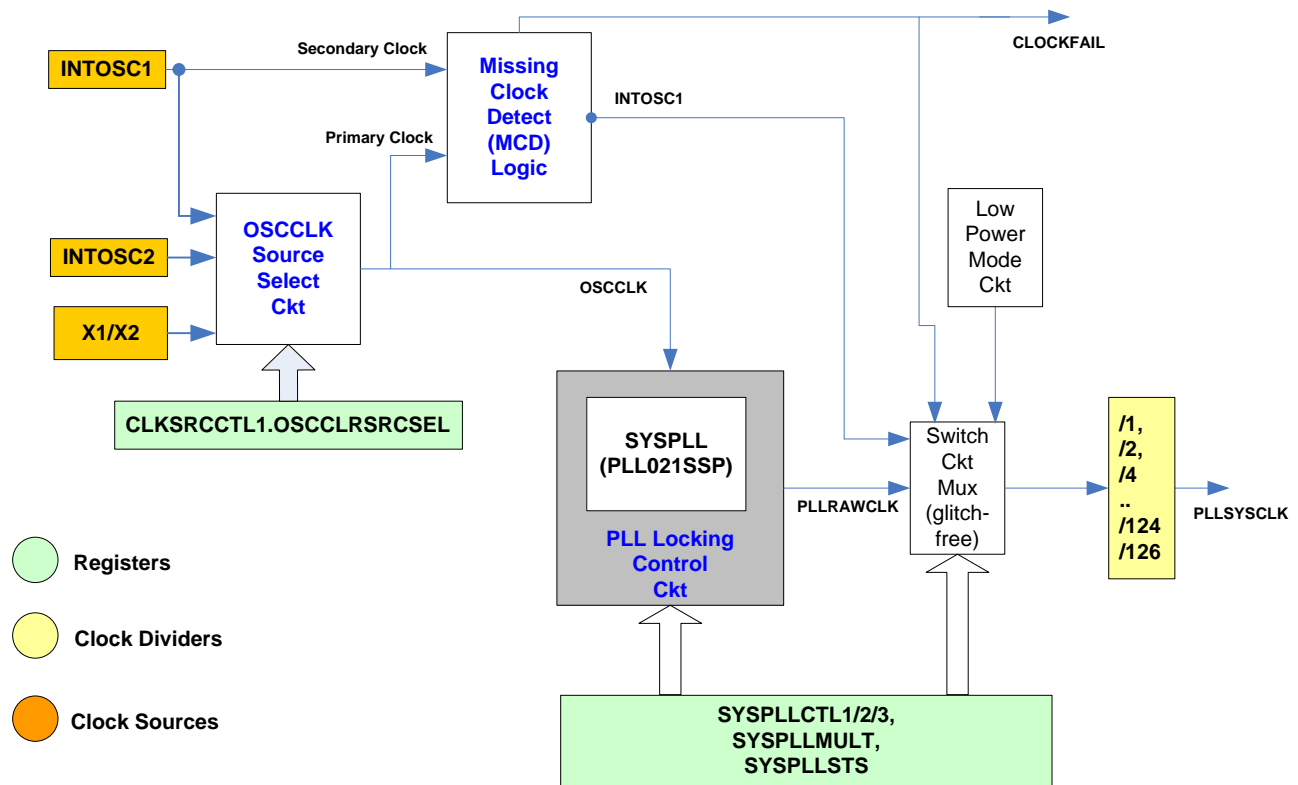 Secondary Clock
CLOCKFAIL
INTOSC1
Missing
Clock
Detect
(MCD)
Logic
INTOSC1
Primary Clock
OSCCLK
Source
Select
Ckt
INTOSC2
X1/X2
OSCCLK
Low
Power
Mode
Ckt
CLKSRCCTL1.OSCCLRSRCSEL
SYSPLL
(PLL021SSP)
PLL Locking
Control
Ckt
PLLRAWCLK
Switch
Ckt
Mux
(glitch-
free)
/1,
/2,
/4
..
/124
/126
PLLSYSCLK
Registers
Clock Dividers
Clock Sources
SYSPLLCTL1/2/3,
SYSPLLMULT,
SYSPLLSTS